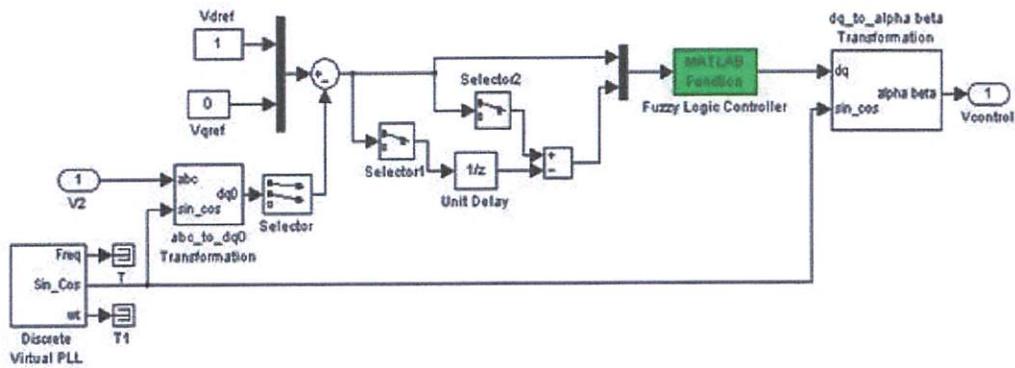 Vdref
1
0
Vqref
+
-
1
V2
abc
sin_cos
dq0
abc_to_dq0
Transformation
Selector
Selector1
Selector2
1/z
Unit Delay
+
-
MATLAB
Function
Fuzzy Logic Controller
dq_to_alpha beta
Transformation
dq
sin_cos
alpha beta
1
Vcontrol
Freq
Sin_Cos
wt
T
T1
Discrete
Virtual PLL